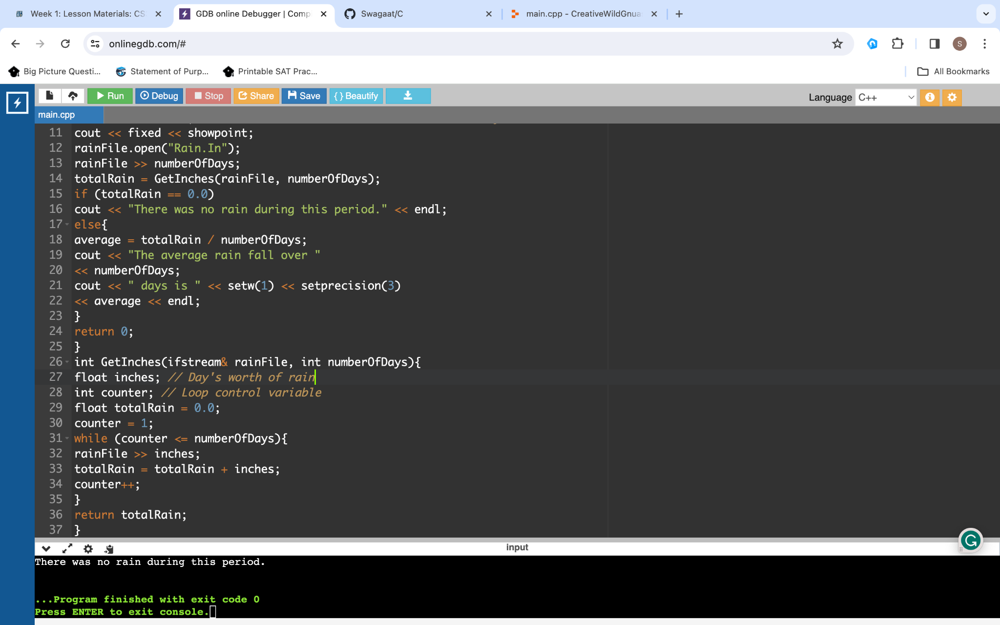 Week 1: Lesson Materials: CS
GDB online Debugger | Comp
Swagaat/C
main.cpp - CreativeWildGnua
onlinegdb.com/#
S
Big Picture Questi...
Statement of Purp...
Printable SAT Prac...
All Bookmarks
Run
Debug
Stop
Share
Save
{ } Beautify
Language C++
main.cpp
11 cout << fixed << showpoint;
12 rainFile.open("Rain.In");
13 rainFile >> numberOfDays;
14 totalRain = GetInches(rainFile, numberOfDays);
15 if (totalRain == 0.0)
16 cout << "There was no rain during this period." << endl;
17 else{
18 average = totalRain / numberOfDays;
19 cout << "The average rain fall over "
20 << numberOfDays;
21 cout << " days is " << setw(1) << setprecision(3)
22 << average << endl;
23 }
24 return 0;
25 }
26 int GetInches(ifstream& rainFile, int numberOfDays){
27 float inches; // Day's worth of rain
28 int counter; // Loop control variable
29 float totalRain = 0.0;
30 counter = 1;
31 while (counter <= numberOfDays){
32 rainFile >> inches;
33 totalRain = totalRain + inches;
34 counter++;
35 }
36 return totalRain;
37 }
input
There was no rain during this period.
...Program finished with exit code 0
Press ENTER to exit console.